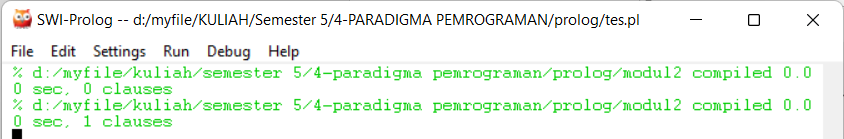 SWI-Prolog -- d:/myfile/KULIAH/Semester 5/4-PARADIGMA PEMROGRAMAN/prolog/tes.pl
File Edit Settings Run Debug Help
% d:/myfile/kuliah/semester 5/4-paradigma pemrograman/prolog/modul2 compiled 0.0
0 sec, 0 clauses
% d:/myfile/kuliah/semester 5/4-paradigma pemrograman/prolog/modul2 compiled 0.0
0 sec, 1 clauses